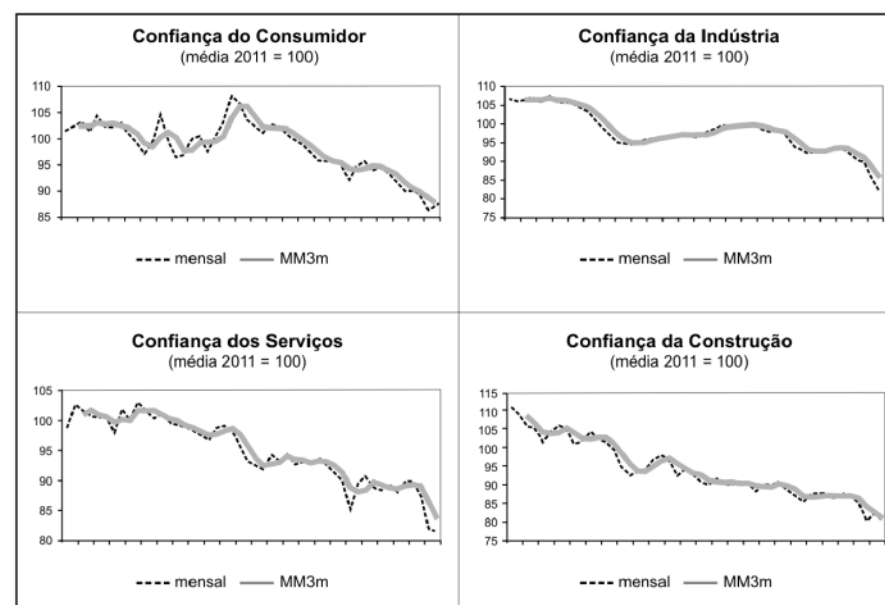 Confiança do Consumidor
(média 2011 = 100)
110
105
100
95
90
85
mensal MM3m
Confiança da Indústria
(média 2011 = 100)
110
105
100
95
90
85
80
75
mensal MM3m
Confiança dos Serviços
(média 2011 = 100)
105
100
95
90
85
80
mensal MM3m
Confiança da Construção
(média 2011 = 100)
115
110
105
100
95
90
85
80
75
mensal MM3m